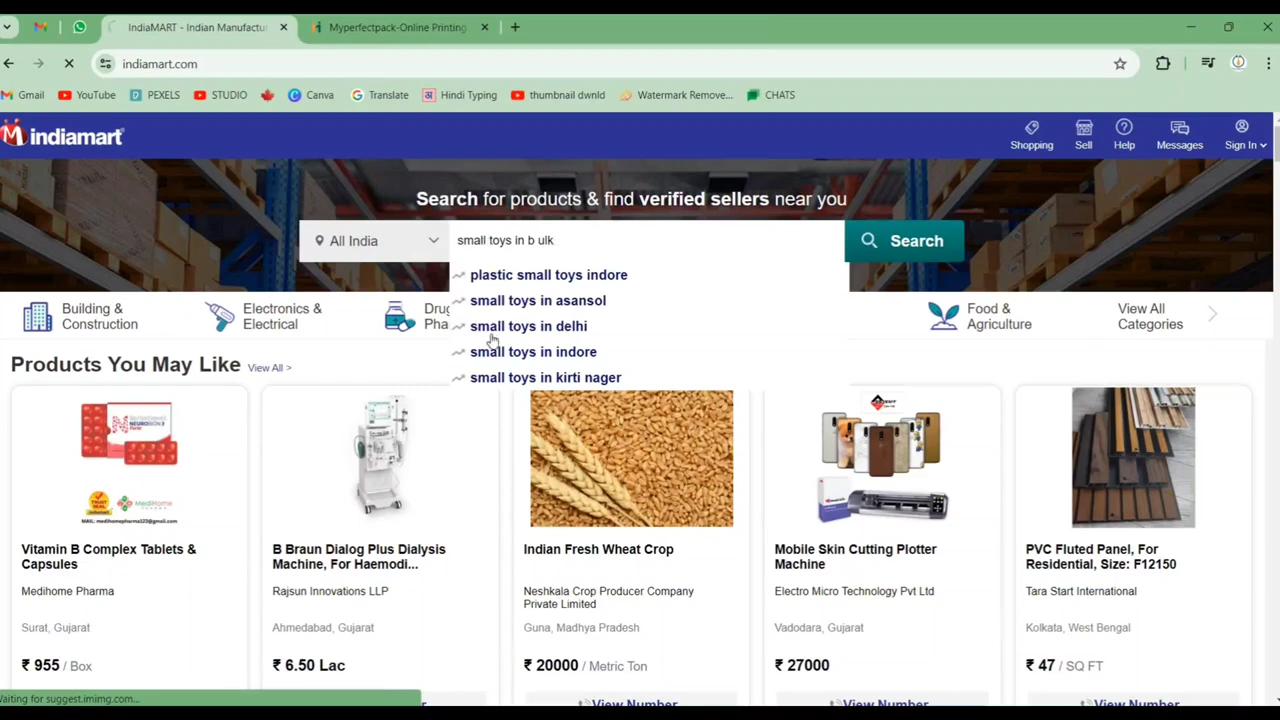 IndiaMART - Indian Manufactu
Myperfectpack-Online Printing
indiamart.com
Gmail
YouTube
PEXELS
STUDIO
Canva
Translate
Hindi Typing
thumbnail dwnld
Watermark Remove...
CHATS
indiamart
Shopping
Sell
Help
Messages
Sign In
Search for products & find verified sellers near you
All India
small toys in b ulk
Search
plastic small toys indore
small toys in asansol
small toys in delhi
small toys in indore
small toys in kirti nager
Building &
Construction
Electronics &
Electrical
Drug
Pha
Food &
Agriculture
View All
Categories
Products You May Like View All >
MAIL: medihomepharma123@gmail.com
Vitamin B Complex Tablets &
Capsules
Medihome Pharma
Surat, Gujarat
₹ 955 / Box
B Braun Dialog Plus Dialysis
Machine, For Haemodi...
Rajsun Innovations LLP
Ahmedabad, Gujarat
₹ 6.50 Lac
Indian Fresh Wheat Crop
Neshkala Crop Producer Company
Private Limited
Guna, Madhya Pradesh
₹ 20000 / Metric Ton
View Number
Mobile Skin Cutting Plotter
Machine
Electro Micro Technology Pvt Ltd
Vadodara, Gujarat
₹ 27000
View Number
PVC Fluted Panel, For
Residential, Size: F12150
Tara Start International
Kolkata, West Bengal
₹ 47 / SQ FT
View Number
Waiting for suggest.imimg.com...